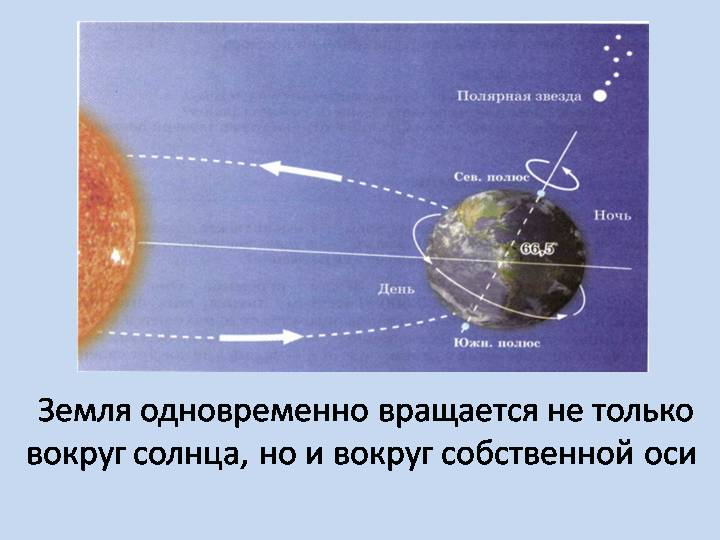 Полярная звезда
Сев. полюс
Ночь
66,5°
День
Южн. полюс
Земля одновременно вращается не только
вокруг солнца, но и вокруг собственной оси